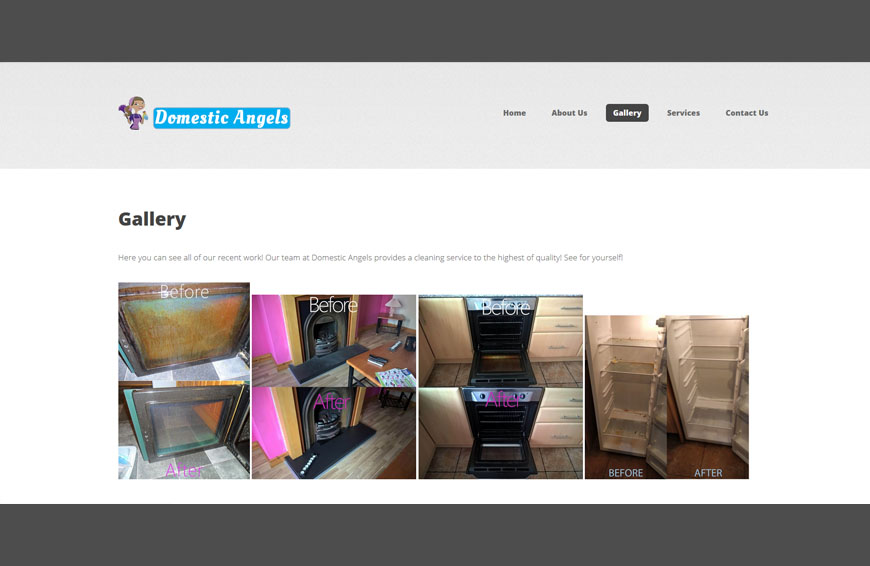 Domestic Angels
Home About Us Gallery Services Contact Us
Gallery
Here you can see all of our recent work! Our team at Domestic Angels provides a cleaning service to the highest of quality! See for yourself!
Before
Before
Before
After
After
After
BEFORE
AFTER